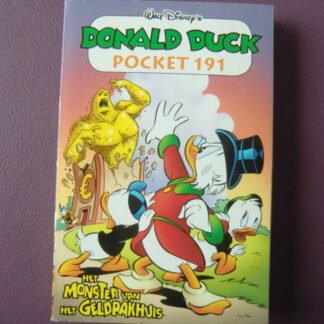 Walt Disney's
DONALD DUCK
POCKET 191
HET
MONSTER VAN
HET GELDPAKHUIS